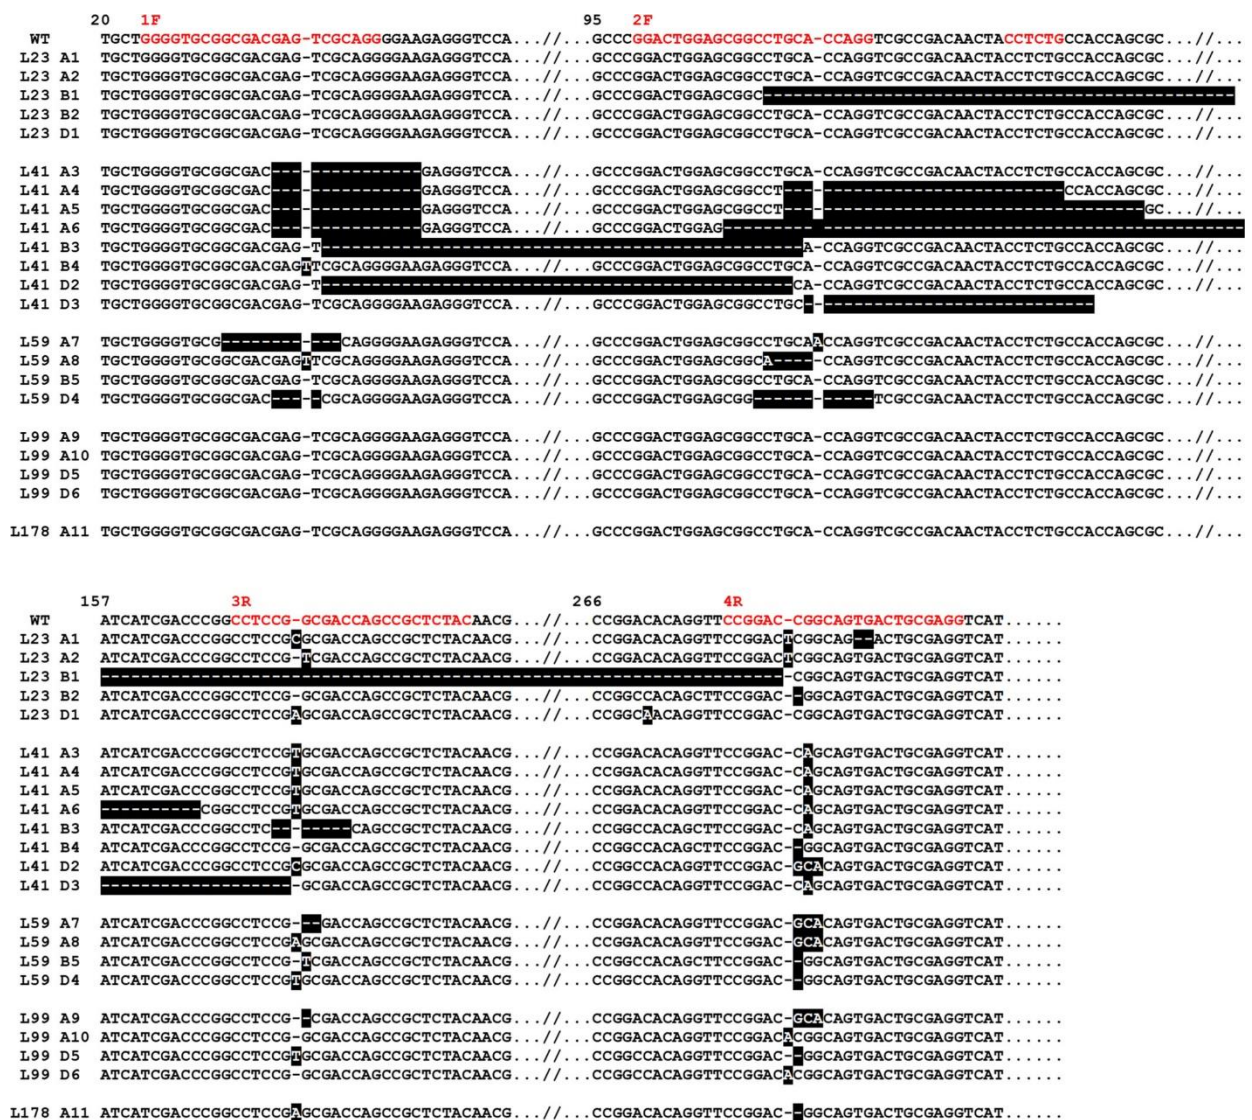 20 1F 95 2F
WT TGCTGGGGTGCGGCGACGAG-TCGCAGGGGAAGAGGGTCCA...//...GCCCGGACTGGAGCGGCCTGCA-CCAGGTCGCCGACAACTACCTCTGCCACCAGCGC...//...
L23 A1 TGCTGGGGTGCGGCGACGAG-TCGCAGGGGAAGAGGGTCCA...//...GCCCGGACTGGAGCGGCCTGCA-CCAGGTCGCCGACAACTACCTCTGCCACCAGCGC...//...
L23 A2 TGCTGGGGTGCGGCGACGAG-TCGCAGGGGAAGAGGGTCCA...//...GCCCGGACTGGAGCGGCCTGCA-CCAGGTCGCCGACAACTACCTCTGCCACCAGCGC...//...
L23 B1 TGCTGGGGTGCGGCGACGAG-TCGCAGGGGAAGAGGGTCCA...//...GCCCGGACTGGAGCGGC-----------------------------------------------
L23 B2 TGCTGGGGTGCGGCGACGAG-TCGCAGGGGAAGAGGGTCCA...//...GCCCGGACTGGAGCGGCCTGCA-CCAGGTCGCCGACAACTACCTCTGCCACCAGCGC...//...
L23 D1 TGCTGGGGTGCGGCGACGAG-TCGCAGGGGAAGAGGGTCCA...//...GCCCGGACTGGAGCGGCCTGCA-CCAGGTCGCCGACAACTACCTCTGCCACCAGCGC...//...
L41 A3 TGCTGGGGTGCGGCGAC---------------GAGGGTCCA...//...GCCCGGACTGGAGCGGCCTGCA-CCAGGTCGCCGACAACTACCTCTGCCACCAGCGC...//...
L41 A4 TGCTGGGGTGCGGCGAC---------------GAGGGTCCA...//...GCCCGGACTGGAGCGGCCT----------------------------CCACCAGCGC...//...
L41 A5 TGCTGGGGTGCGGCGAC---------------GAGGGTCCA...//...GCCCGGACTGGAGCGGCCT------------------------------------GC...//...
L41 A6 TGCTGGGGTGCGGCGAC---------------GAGGGTCCA...//...GCCCGGACTGGAG----------------------------------------------------
L41 B3 TGCTGGGGTGCGGCGACGAG-T------------------------------------------------A-CCAGGTCGCCGACAACTACCTCTGCCACCAGCGC...//...
L41 B4 TGCTGGGGTGCGGCGACGAGTTCGCAGGGGAAGAGGGTCCA...//...GCCCGGACTGGAGCGGCCTGCA-CCAGGTCGCCGACAACTACCTCTGCCACCAGCGC...//...
L41 D2 TGCTGGGGTGCGGCGACGAG-T-----------------------------------------------CA-CCAGGTCGCCGACAACTACCTCTGCCACCAGCGC...//...
L41 D3 TGCTGGGGTGCGGCGACGAG-TCGCAGGGGAAGAGGGTCCA...//...GCCCGGACTGGAGCGGCCTGC-----------------------------
L59 A7 TGCTGGGGTGCG------------CAGGGGAAGAGGGTCCA...//...GCCCGGACTGGAGCGGCCTGCAACCAGGTCGCCGACAACTACCTCTGCCACCAGCGC...//...
L59 A8 TGCTGGGGTGCGGCGACGAGTTCGCAGGGGAAGAGGGTCCA...//...GCCCGGACTGGAGCGGCA-----CCAGGTCGCCGACAACTACCTCTGCCACCAGCGC...//...
L59 B5 TGCTGGGGTGCGGCGACGAG-TCGCAGGGGAAGAGGGTCCA...//...GCCCGGACTGGAGCGGCCTGCA-CCAGGTCGCCGACAACTACCTCTGCCACCAGCGC...//...
L59 D4 TGCTGGGGTGCGGCGAC-----CGCAGGGGAAGAGGGTCCA...//...GCCCGGACTGGAGCGG------------TCGCCGACAACTACCTCTGCCACCAGCGC...//...
L99 A9 TGCTGGGGTGCGGCGACGAG-TCGCAGGGGAAGAGGGTCCA...//...GCCCGGACTGGAGCGGCCTGCA-CCAGGTCGCCGACAACTACCTCTGCCACCAGCGC...//...
L99 A10 TGCTGGGGTGCGGCGACGAG-TCGCAGGGGAAGAGGGTCCA...//...GCCCGGACTGGAGCGGCCTGCA-CCAGGTCGCCGACAACTACCTCTGCCACCAGCGC...//...
L99 D5 TGCTGGGGTGCGGCGACGAG-TCGCAGGGGAAGAGGGTCCA...//...GCCCGGACTGGAGCGGCCTGCA-CCAGGTCGCCGACAACTACCTCTGCCACCAGCGC...//...
L99 D6 TGCTGGGGTGCGGCGACGAG-TCGCAGGGGAAGAGGGTCCA...//...GCCCGGACTGGAGCGGCCTGCA-CCAGGTCGCCGACAACTACCTCTGCCACCAGCGC...//...
L178 A11 TGCTGGGGTGCGGCGACGAG-TCGCAGGGGAAGAGGGTCCA...//...GCCCGGACTGGAGCGGCCTGCA-CCAGGTCGCCGACAACTACCTCTGCCACCAGCGC...//...
157 3R 266 4R
WT ATCATCGACCCGGCCTCCG-GCGACCAGCCGCTCTACAACG...//...CCGGACACAGGTTCCGGAC-CGGCAGTGACTGCGAGGTCAT......
L23 A1 ATCATCGACCCGGCCTCCGCGCGACCAGCCGCTCTACAACG...//...CCGGACACAGGTTCCGGACTCGGCAG--ACTGCGAGGTCAT......
L23 A2 ATCATCGACCCGGCCTCCG-TCGACCAGCCGCTCTACAACG...//...CCGGACACAGGTTCCGGACTCGGCAGTGACTGCGAGGTCAT......
L23 B1 ---------------------------------------------------------------------CGGCAGTGACTGCGAGGTCAT......
L23 B2 ATCATCGACCCGGCCTCCG-GCGACCAGCCGCTCTACAACG...//...CCGGCCACAGCTTCCGGAC--GGCAGTGACTGCGAGGTCAT......
L23 D1 ATCATCGACCCGGCCTCCGAGCGACCAGCCGCTCTACAACG...//...CCGGCAACAGGTTCCGGAC-CGGCAGTGACTGCGAGGTCAT......
L41 A3 ATCATCGACCCGGCCTCCGTGCGACCAGCCGCTCTACAACG...//...CCGGACACAGGTTCCGGAC-CAGCAGTGACTGCGAGGTCAT......
L41 A4 ATCATCGACCCGGCCTCCGTGCGACCAGCCGCTCTACAACG...//...CCGGACACAGGTTCCGGAC-CAGCAGTGACTGCGAGGTCAT......
L41 A5 ATCATCGACCCGGCCTCCGTGCGACCAGCCGCTCTACAACG...//...CCGGACACAGGTTCCGGAC-CAGCAGTGACTGCGAGGTCAT......
L41 A6 ----------CGGCCTCCGTGCGACCAGCCGCTCTACAACG...//...CCGGACACAGGTTCCGGAC-CAGCAGTGACTGCGAGGTCAT......
L41 B3 ATCATCGACCCGGCCTC--------CAGCCGCTCTACAACG...//...CCGGCCACAGCTTCCGGAC-CAGCAGTGACTGCGAGGTCAT......
L41 B4 ATCATCGACCCGGCCTCCG-GCGACCAGCCGCTCTACAACG...//...CCGGCCACAGCTTCCGGAC--GGCAGTGACTGCGAGGTCAT......
L41 D2 ATCATCGACCCGGCCTCCGCGCGACCAGCCGCTCTACAACG...//...CCGGACACAGGTTCCGGAC-GCACAGTGACTGCGAGGTCAT......
L41 D3 --------------------GCGACCAGCCGCTCTACAACG...//...CCGGACACAGGTTCCGGAC-CAGCAGTGACTGCGAGGTCAT......
L59 A7 ATCATCGACCCGGCCTCCG---GACCAGCCGCTCTACAACG...//...CCGGACACAGGTTCCGGAC-GCACAGTGACTGCGAGGTCAT......
L59 A8 ATCATCGACCCGGCCTCCGAGCGACCAGCCGCTCTACAACG...//...CCGGACACAGGTTCCGGAC-GCACAGTGACTGCGAGGTCAT......
L59 B5 ATCATCGACCCGGCCTCCG-TCGACCAGCCGCTCTACAACG...//...CCGGACACAGCTTCCGGAC--GGCAGTGACTGCGAGGTCAT......
L59 D4 ATCATCGACCCGGCCTCCGTGCGACCAGCCGCTCTACAACG...//...CCGGACACAGGTTCCGGAC--GGCAGTGACTGCGAGGTCAT......
L99 A9 ATCATCGACCCGGCCTCCG--CGACCAGCCGCTCTACAACG...//...CCGGACACAGGTTCCGGAC-GCACAGTGACTGCGAGGTCAT......
L99 A10 ATCATCGACCCGGCCTCCG-GCGACCAGCCGCTCTACAACG...//...CCGGACACAGGTTCCGGACACGGCAGTGACTGCGAGGTCAT......
L99 D5 ATCATCGACCCGGCCTCCGTGCGACCAGCCGCTCTACAACG...//...CCGGCCACAGGTTCCGGAC--GGCAGTGACTGCGAGGTCAT......
L99 D6 ATCATCGACCCGGCCTCCG-GCGACCAGCCGCTCTACAACG...//...CCGGCCACAGCTTCCGGACACGGCAGTGACTGCGAGGTCAT......
L178 A11 ATCATCGACCCGGCCTCCGAGCGACCAGCCGCTCTACAACG...//...CCGGCCACAGCTTCCGGAC--GGCAGTGACTGCGAGGTCAT......